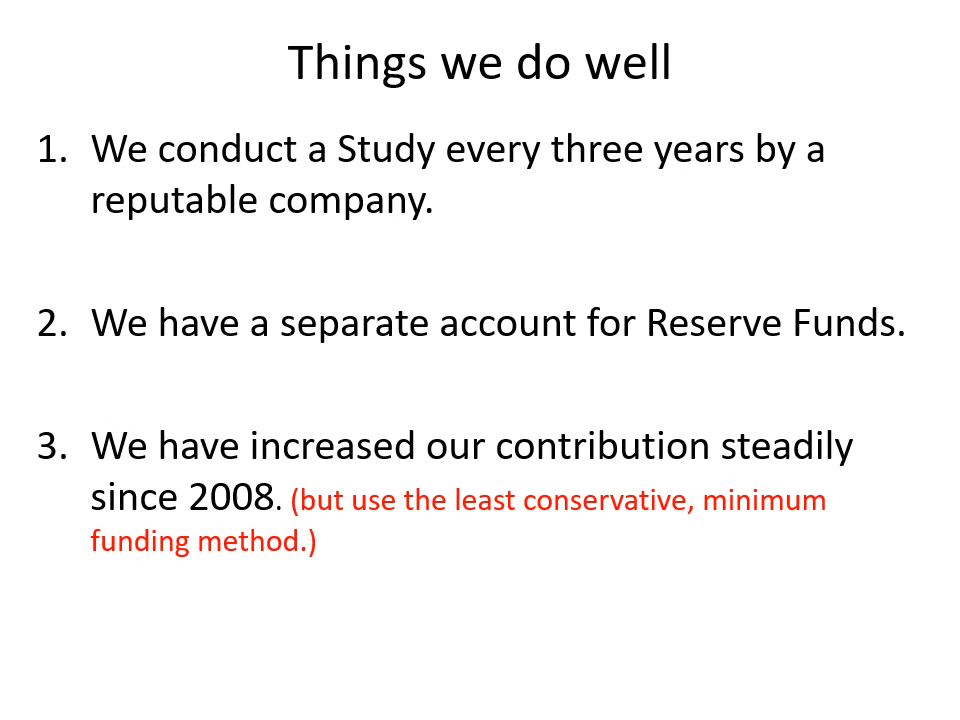 Things we do well
1. We conduct a Study every three years by a
reputable company.
2. We have a separate account for Reserve Funds.
3. We have increased our contribution steadily
since 2008. (but use the least conservative, minimum
funding method.)